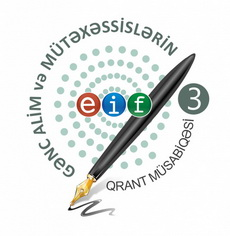 GƏNC ALİM və MÜTƏXƏSSİSLƏRİN
eif
3
QRANT MÜSABİQƏSİ